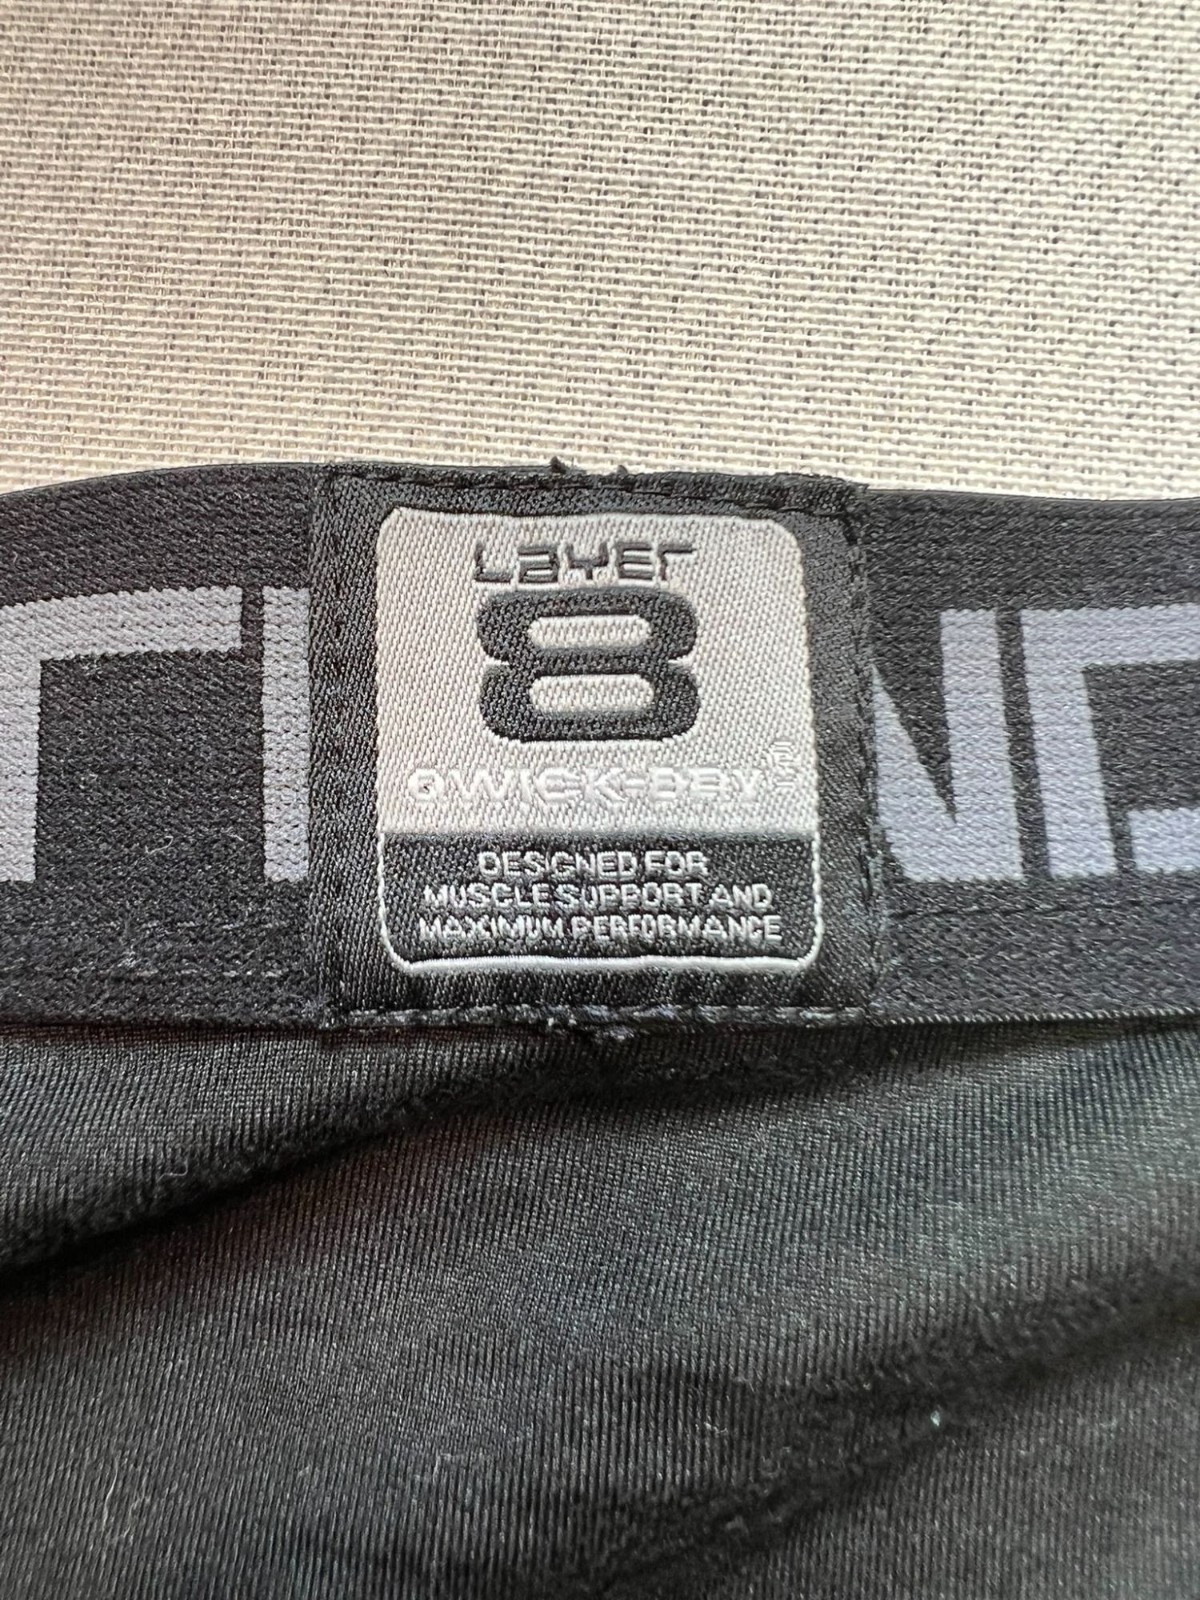 Layer
8
QWICK-DRY®
DESIGNED FOR
MUSCLE SUPPORT AND
MAXIMUM PERFORMANCE